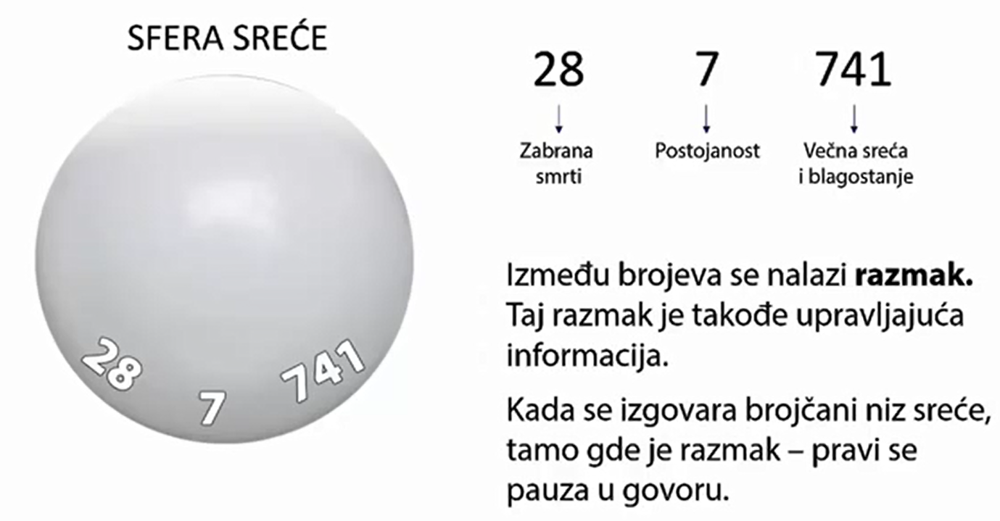 SFERA SREĆE
28 7 741
Zabrana
smrti
Postojanost
Večna sreća
i blagostanje
28
7
741
Između brojeva se nalazi razmak.
Taj razmak je takođe upravljajuća
informacija.
Kada se izgovara brojčani niz sreće,
tamo gde je razmak – pravi se
pauza u govoru.